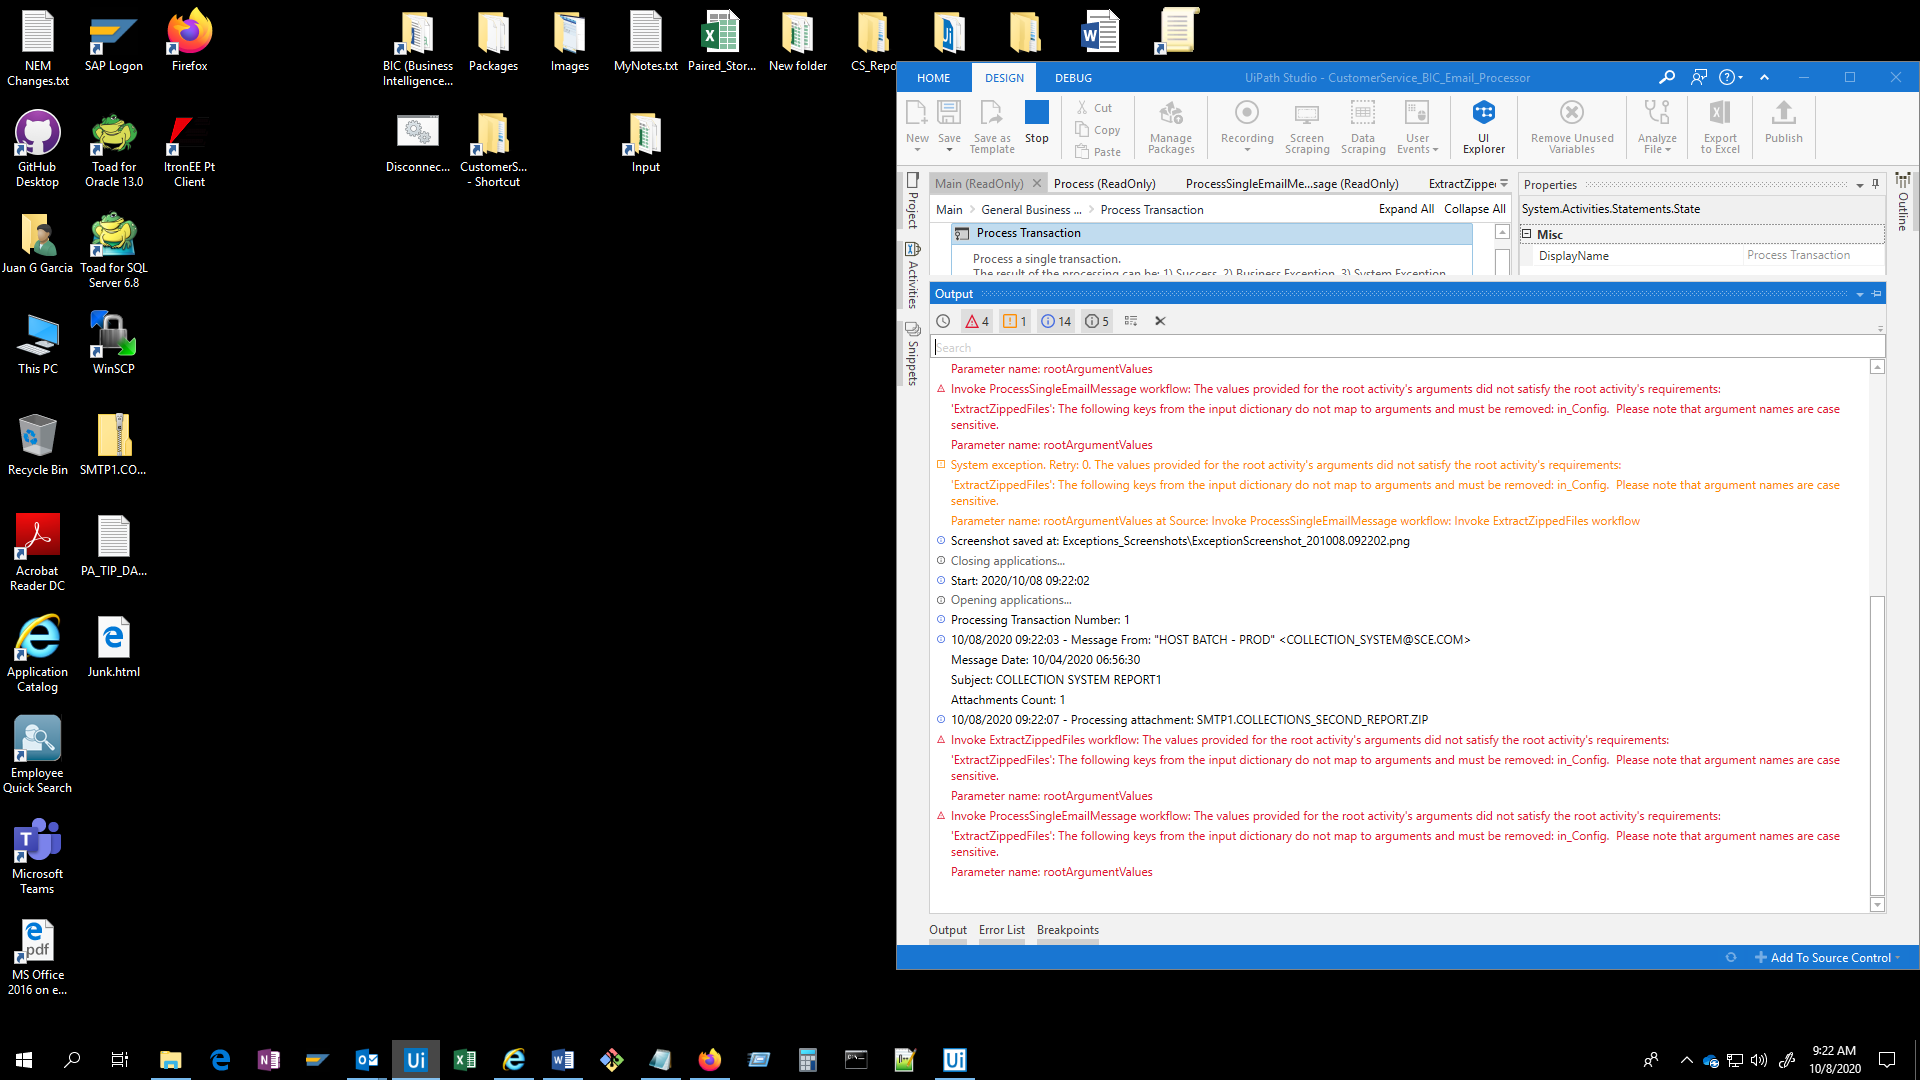 NEM
Changes.txt
SAP Logon
Firefox
BIC (Business
Intelligence...
Packages
Images
MyNotes.txt
Paired_Stor...
New folder
CS_Repo
GitHub
Desktop
Toad for
Oracle 13.0
ItronEE Pt
Client
Disconnec...
CustomerS...
- Shortcut
Input
Juan G Garcia
Toad for SQL
Server 6.8
This PC
WinSCP
Recycle Bin
SMTP1.CO...
Acrobat
Reader DC
PA_TIP_DA...
Application
Catalog
Junk.html
Employee
Quick Search
Microsoft
Teams
pdf
MS Office
2016 on e...
HOME
DESIGN
DEBUG
UiPath Studio - CustomerService_BIC_Email_Processor
New
Save
Save as
Template
Stop
Cut
Copy
Paste
Manage
Packages
Recording
Screen
Scraping
Data
Scraping
User
Events
UI
Explorer
Remove Unused
Variables
Analyze
File
Export
to Excel
Publish
Project
Activities
Snippets
Outline
Main (ReadOnly)
Process (ReadOnly)
ProcessSingleEmailMe...sage (ReadOnly)
ExtractZippe
Main
General Business ...
Process Transaction
Expand All
Collapse All
Process Transaction
Process a single transaction.
The result of the processing can be: 1) Success, 2) Business Exception, 3) System Exception
Properties
System.Activities.Statements.State
Misc
DisplayName
Process Transaction
Output
4
1
14
5
Search
Parameter name: rootArgumentValues
Invoke ProcessSingleEmailMessage workflow: The values provided for the root activity's arguments did not satisfy the root activity's requirements:
'ExtractZippedFiles': The following keys from the input dictionary do not map to arguments and must be removed: in_Config.  Please note that argument names are case
sensitive.
Parameter name: rootArgumentValues
System exception. Retry: 0. The values provided for the root activity's arguments did not satisfy the root activity's requirements:
'ExtractZippedFiles': The following keys from the input dictionary do not map to arguments and must be removed: in_Config.  Please note that argument names are case
sensitive.
Parameter name: rootArgumentValues at Source: Invoke ProcessSingleEmailMessage workflow: Invoke ExtractZippedFiles workflow
Screenshot saved at: Exceptions_Screenshots\ExceptionScreenshot_201008.092202.png
Closing applications...
Start: 2020/10/08 09:22:02
Opening applications...
Processing Transaction Number: 1
10/08/2020 09:22:03 - Message From: "HOST BATCH - PROD" <COLLECTION_SYSTEM@SCE.COM>
Message Date: 10/04/2020 06:56:30
Subject: COLLECTION SYSTEM REPORT1
Attachments Count: 1
10/08/2020 09:22:07 - Processing attachment: SMTP1.COLLECTIONS_SECOND_REPORT.ZIP
Invoke ExtractZippedFiles workflow: The values provided for the root activity's arguments did not satisfy the root activity's requirements:
'ExtractZippedFiles': The following keys from the input dictionary do not map to arguments and must be removed: in_Config.  Please note that argument names are case
sensitive.
Parameter name: rootArgumentValues
Invoke ProcessSingleEmailMessage workflow: The values provided for the root activity's arguments did not satisfy the root activity's requirements:
'ExtractZippedFiles': The following keys from the input dictionary do not map to arguments and must be removed: in_Config.  Please note that argument names are case
sensitive.
Parameter name: rootArgumentValues
Output
Error List
Breakpoints
Add To Source Control
9:22 AM
10/8/2020